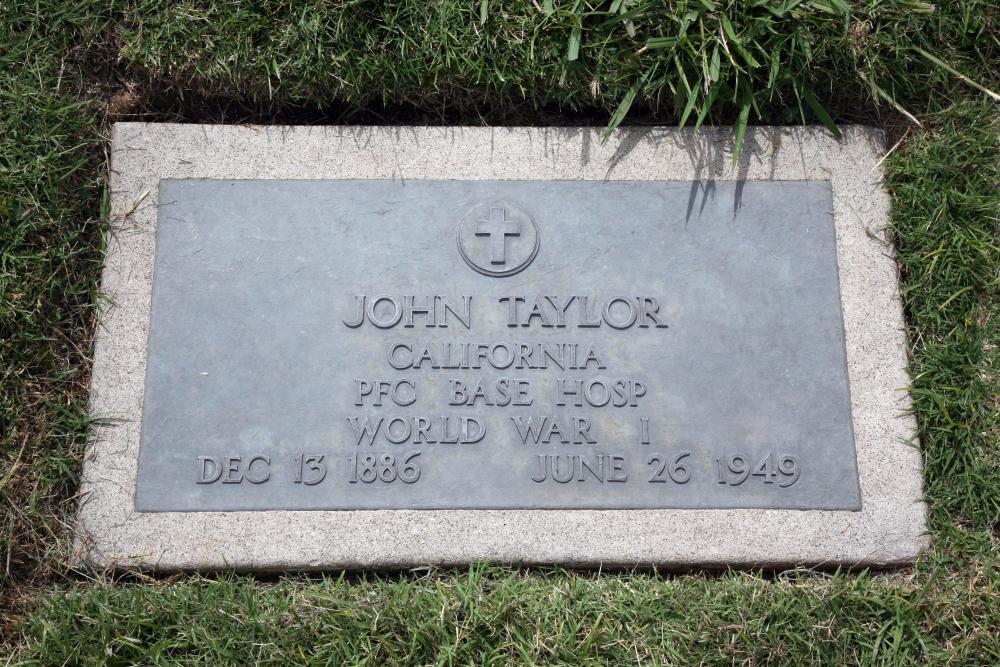 JOHN TAYLOR
CALIFORNIA
PFC BASE HOSP
WORLD WAR I
DEC 13 1886 JUNE 26 1949